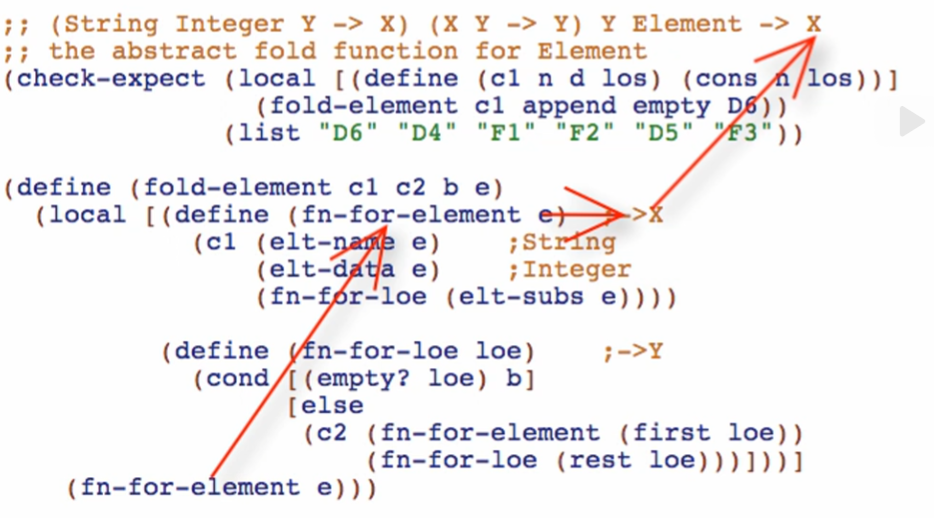 ;; (String Integer Y -> X) (X Y -> Y) Y Element -> X
;; the abstract fold function for Element
(check-expect (local [(define (c1 n d los) (cons n los))]
(fold-element c1 append empty D6))
(list "D6" "D4" "F1" "F2" "D5" "F3"))
(define (fold-element c1 c2 b e)
(local [(define (fn-for-element e) ;->X
(c1 (elt-name e) ;String
(elt-data e) ;Integer
(fn-for-loe (elt-subs e))))
(define (fn-for-loe loe) ;->Y
(cond [(empty? loe) b]
[else
(c2 (fn-for-element (first loe))
(fn-for-loe (rest loe)))]))]
(fn-for-element e)))